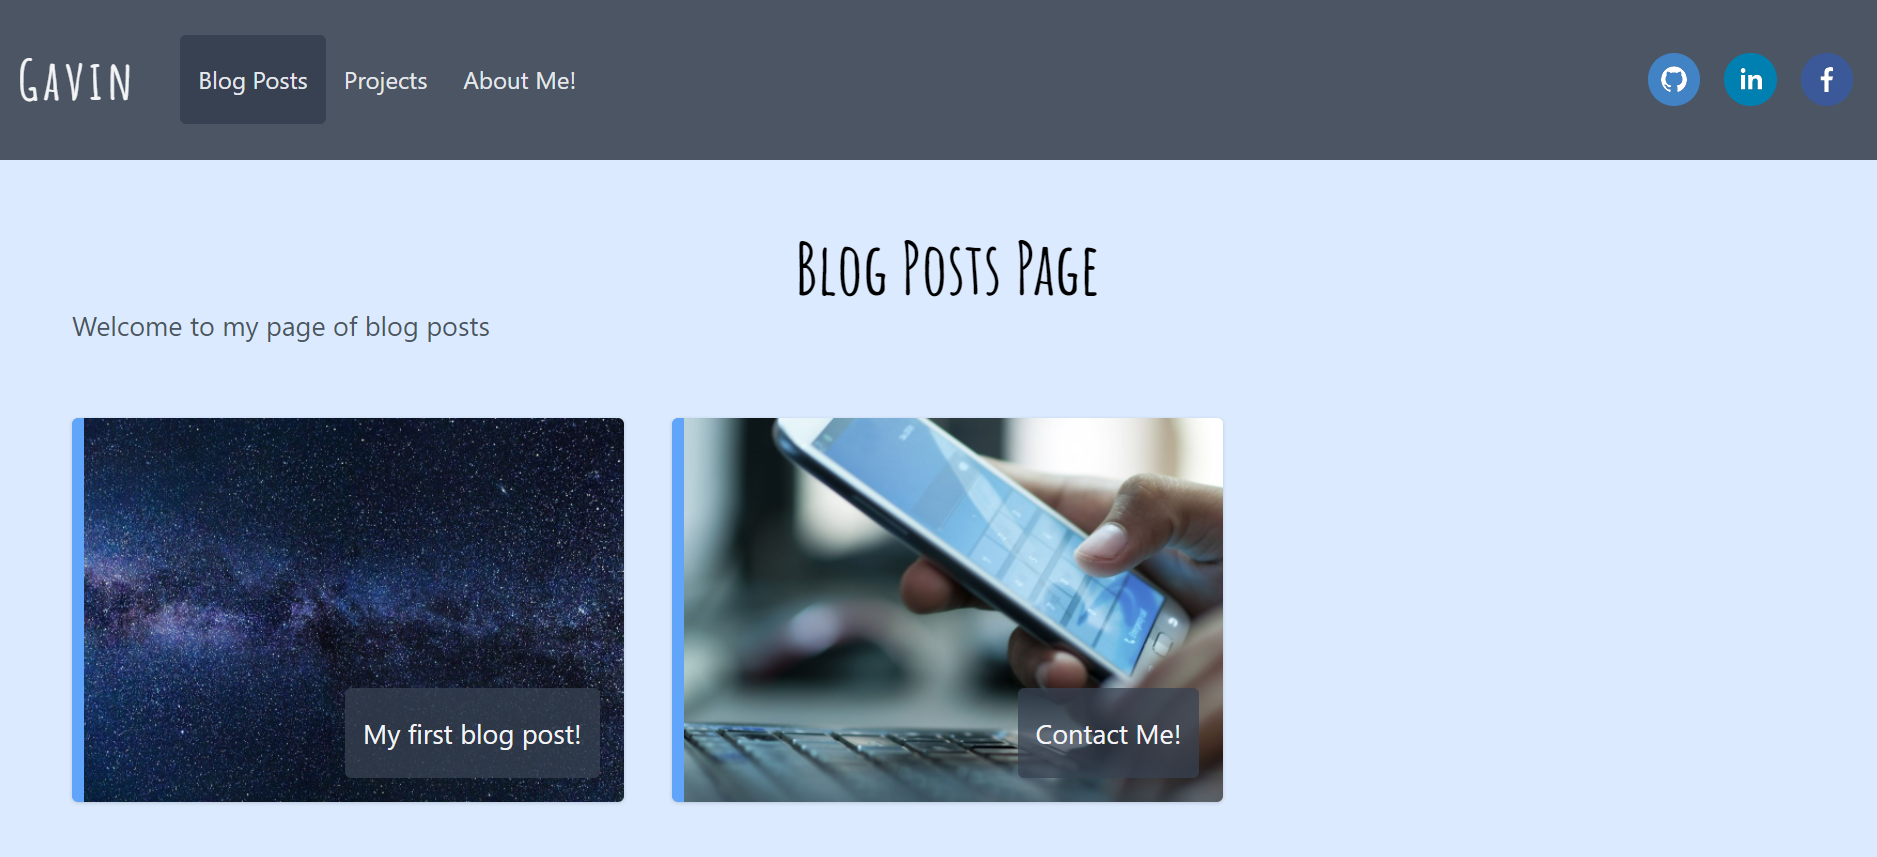 Gavin
Blog Posts
Projects
About Me!
in
f
Blog Posts Page
Welcome to my page of blog posts
My first blog post!
Contact Me!